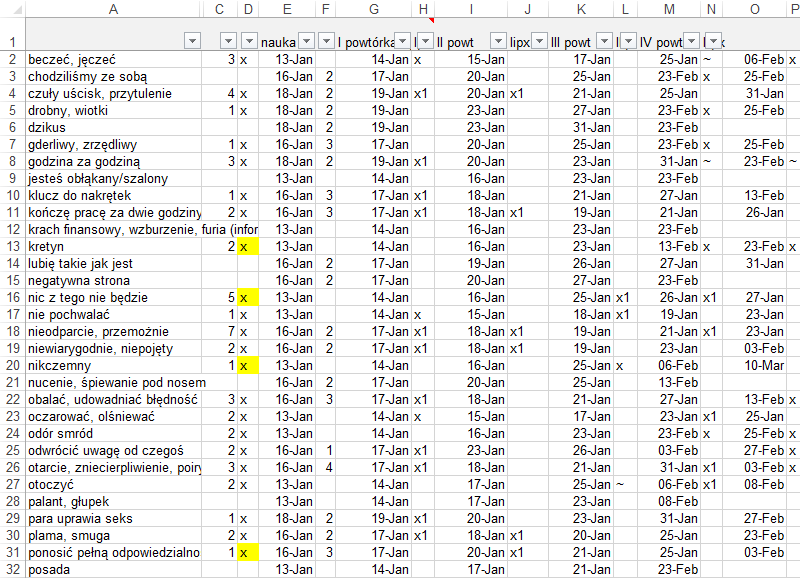 A C D E F G H I J K L M N O P
1 nauka I powtórka II powt lipx III powt IV powt
2 beczeć, jęczeć 3 x 13-Jan 14-Jan x 15-Jan 17-Jan 25-Jan ~ 06-Feb x
3 chodziliśmy ze sobą 16-Jan 2 17-Jan 20-Jan 25-Jan 23-Feb x 25-Feb
4 czuły uścisk, przytulenie 4 x 18-Jan 2 19-Jan x1 20-Jan x1 21-Jan 25-Jan 31-Jan
5 drobny, wiotki 1 x 18-Jan 2 19-Jan 23-Jan 27-Jan 23-Feb x 25-Feb
6 dzikus 18-Jan 2 19-Jan 23-Jan 31-Jan 23-Feb
7 gderliwy, zrzędliwy 1 x 16-Jan 3 17-Jan 20-Jan 25-Jan 23-Feb x 25-Feb
8 godzina za godziną 3 x 18-Jan 2 19-Jan x1 20-Jan 23-Jan 31-Jan ~ 23-Feb ~
9 jesteś obłąkany/szalony 13-Jan 14-Jan 16-Jan 23-Jan 23-Feb
10 klucz do nakrętek 1 x 16-Jan 3 17-Jan x1 18-Jan 21-Jan 27-Jan 13-Feb
11 kończę pracę za dwie godziny 2 x 16-Jan 3 17-Jan x1 18-Jan x1 19-Jan 21-Jan 26-Jan
12 krach finansowy, wzburzenie, furia (infor 13-Jan 14-Jan 16-Jan 23-Jan 23-Feb
13 kretyn 2 x 13-Jan 14-Jan 16-Jan 23-Jan 13-Feb x 23-Feb x
14 lubię takie jak jest 16-Jan 2 17-Jan 19-Jan 26-Jan 27-Jan 31-Jan
15 negatywna strona 16-Jan 2 17-Jan 20-Jan 27-Jan 23-Feb
16 nic z tego nie będzie 5 x 13-Jan 14-Jan 16-Jan 25-Jan x1 26-Jan x1 27-Jan
17 nie pochwalać 1 x 13-Jan 14-Jan x 15-Jan 18-Jan x1 19-Jan 23-Jan
18 nieodparcie, przemożnie 7 x 16-Jan 2 17-Jan x1 18-Jan x1 19-Jan 21-Jan x1 23-Jan
19 niewiarygodnie, niepojęty 2 x 16-Jan 2 17-Jan x1 18-Jan x1 19-Jan 23-Jan 03-Feb
20 nikczemny 1 x 13-Jan 14-Jan 16-Jan 25-Jan x 06-Feb 10-Mar
21 nucenie, śpiewanie pod nosem 16-Jan 2 17-Jan 20-Jan 25-Jan 13-Feb
22 obalać, udowadniać błędność 3 x 16-Jan 3 17-Jan x1 18-Jan 21-Jan 27-Jan 13-Feb x
23 oczarować, olśniewać 2 x 13-Jan 14-Jan x 15-Jan 17-Jan 23-Jan x1 25-Jan
24 odór smród 2 x 13-Jan 14-Jan 16-Jan 23-Jan 23-Feb x 25-Feb x
25 odwrócić uwagę od czegoś 2 x 16-Jan 1 17-Jan x1 23-Jan 26-Jan 03-Feb 27-Feb x
26 otarcie, zniecierpliwienie, poiry 3 x 16-Jan 4 17-Jan x1 18-Jan 21-Jan 31-Jan x1 03-Feb x
27 otoczyć 2 x 13-Jan 14-Jan 17-Jan 25-Jan ~ 06-Feb x1 08-Feb
28 palant, głupek 13-Jan 14-Jan 17-Jan 23-Jan 08-Feb
29 para uprawia seks 1 x 18-Jan 2 19-Jan x1 20-Jan 23-Jan 31-Jan 27-Feb
30 plama, smuga 2 x 16-Jan 2 17-Jan x1 18-Jan x1 20-Jan 25-Jan 23-Feb
31 ponosić pełną odpowiedzialno 1 x 16-Jan 3 17-Jan 20-Jan x1 21-Jan 25-Jan 03-Feb
32 posada 13-Jan 14-Jan 17-Jan 21-Jan 23-Feb